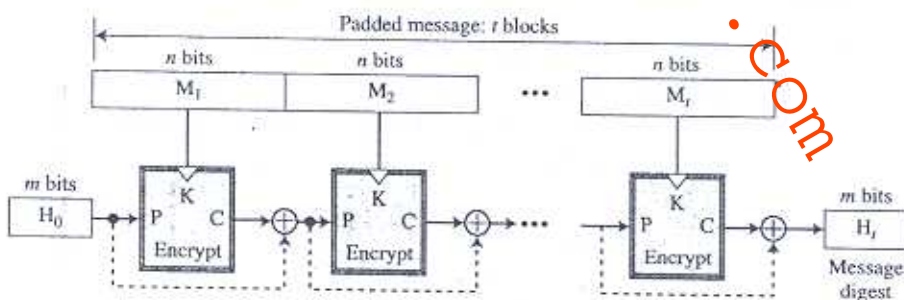 Padded message: t blocks
n bits n bits n bits
M₁ M₂ ... Mₜ
.com
m bits K K K m bits
H₀ P C P C ... P C Hₜ
Encrypt Encrypt Encrypt
Message
digest